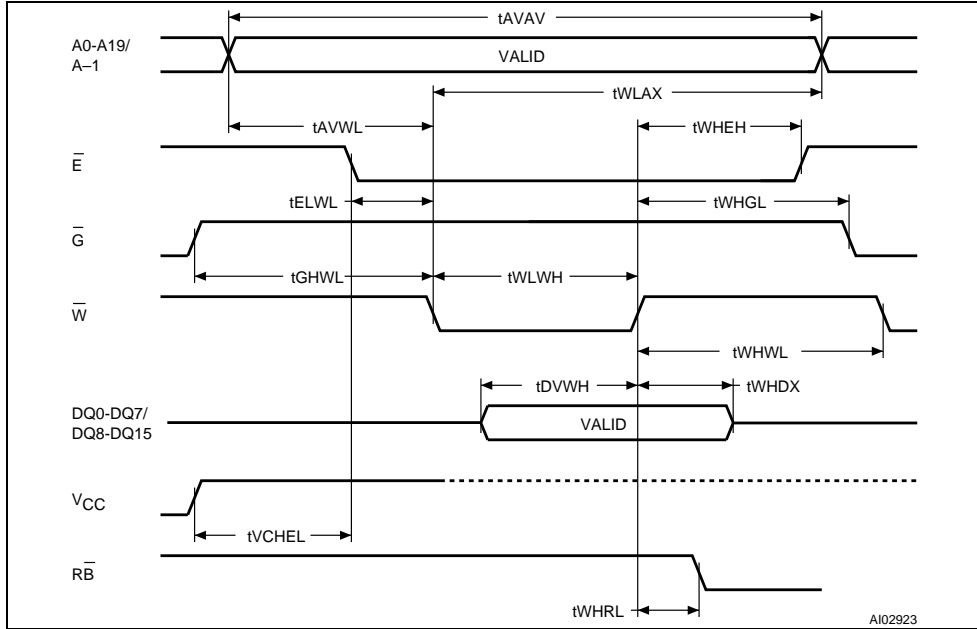 tAVAV
A0-A19/
A–1
VALID
tWLAX
tAVWL
tWHEH
E̅
tELWL
tWHGL
G̅
tGHWL
tWLWH
W̅
tWHWL
tDVWH
tWHDX
DQ0-DQ7/
DQ8-DQ15
VALID
VCC
tVCHEL
RB̅
tWHRL
AI02923